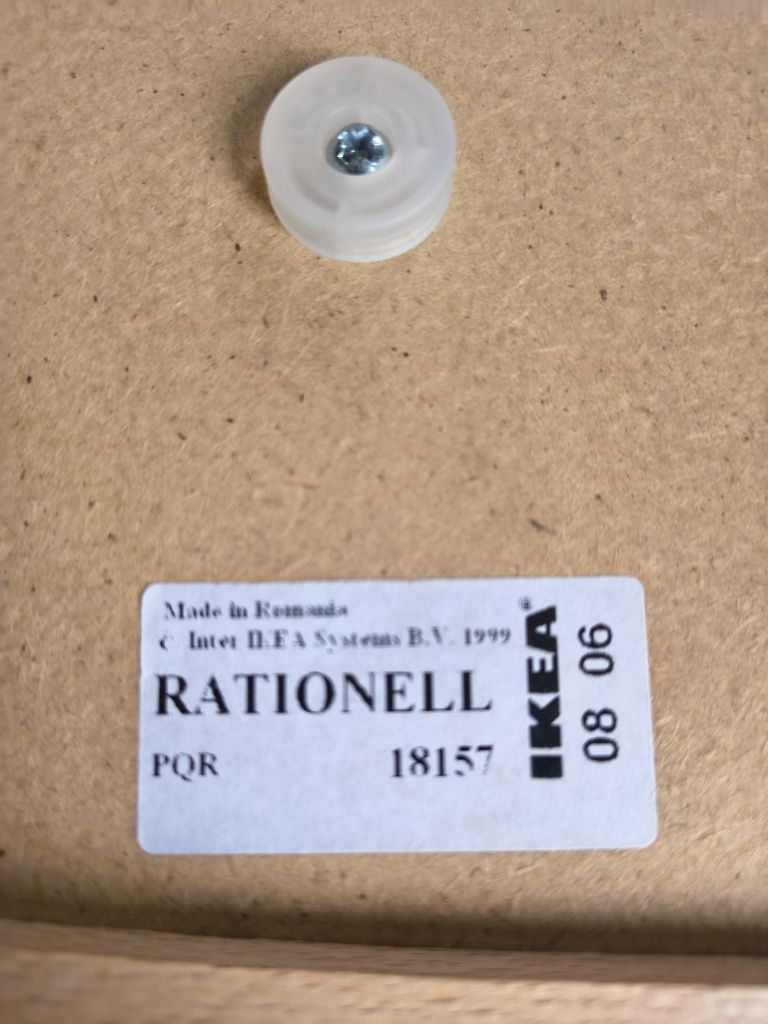 Made in Romania
© Inter IKEA Systems B.V. 1999
RATIONELL
PQR 18157
IKEA®
08 06